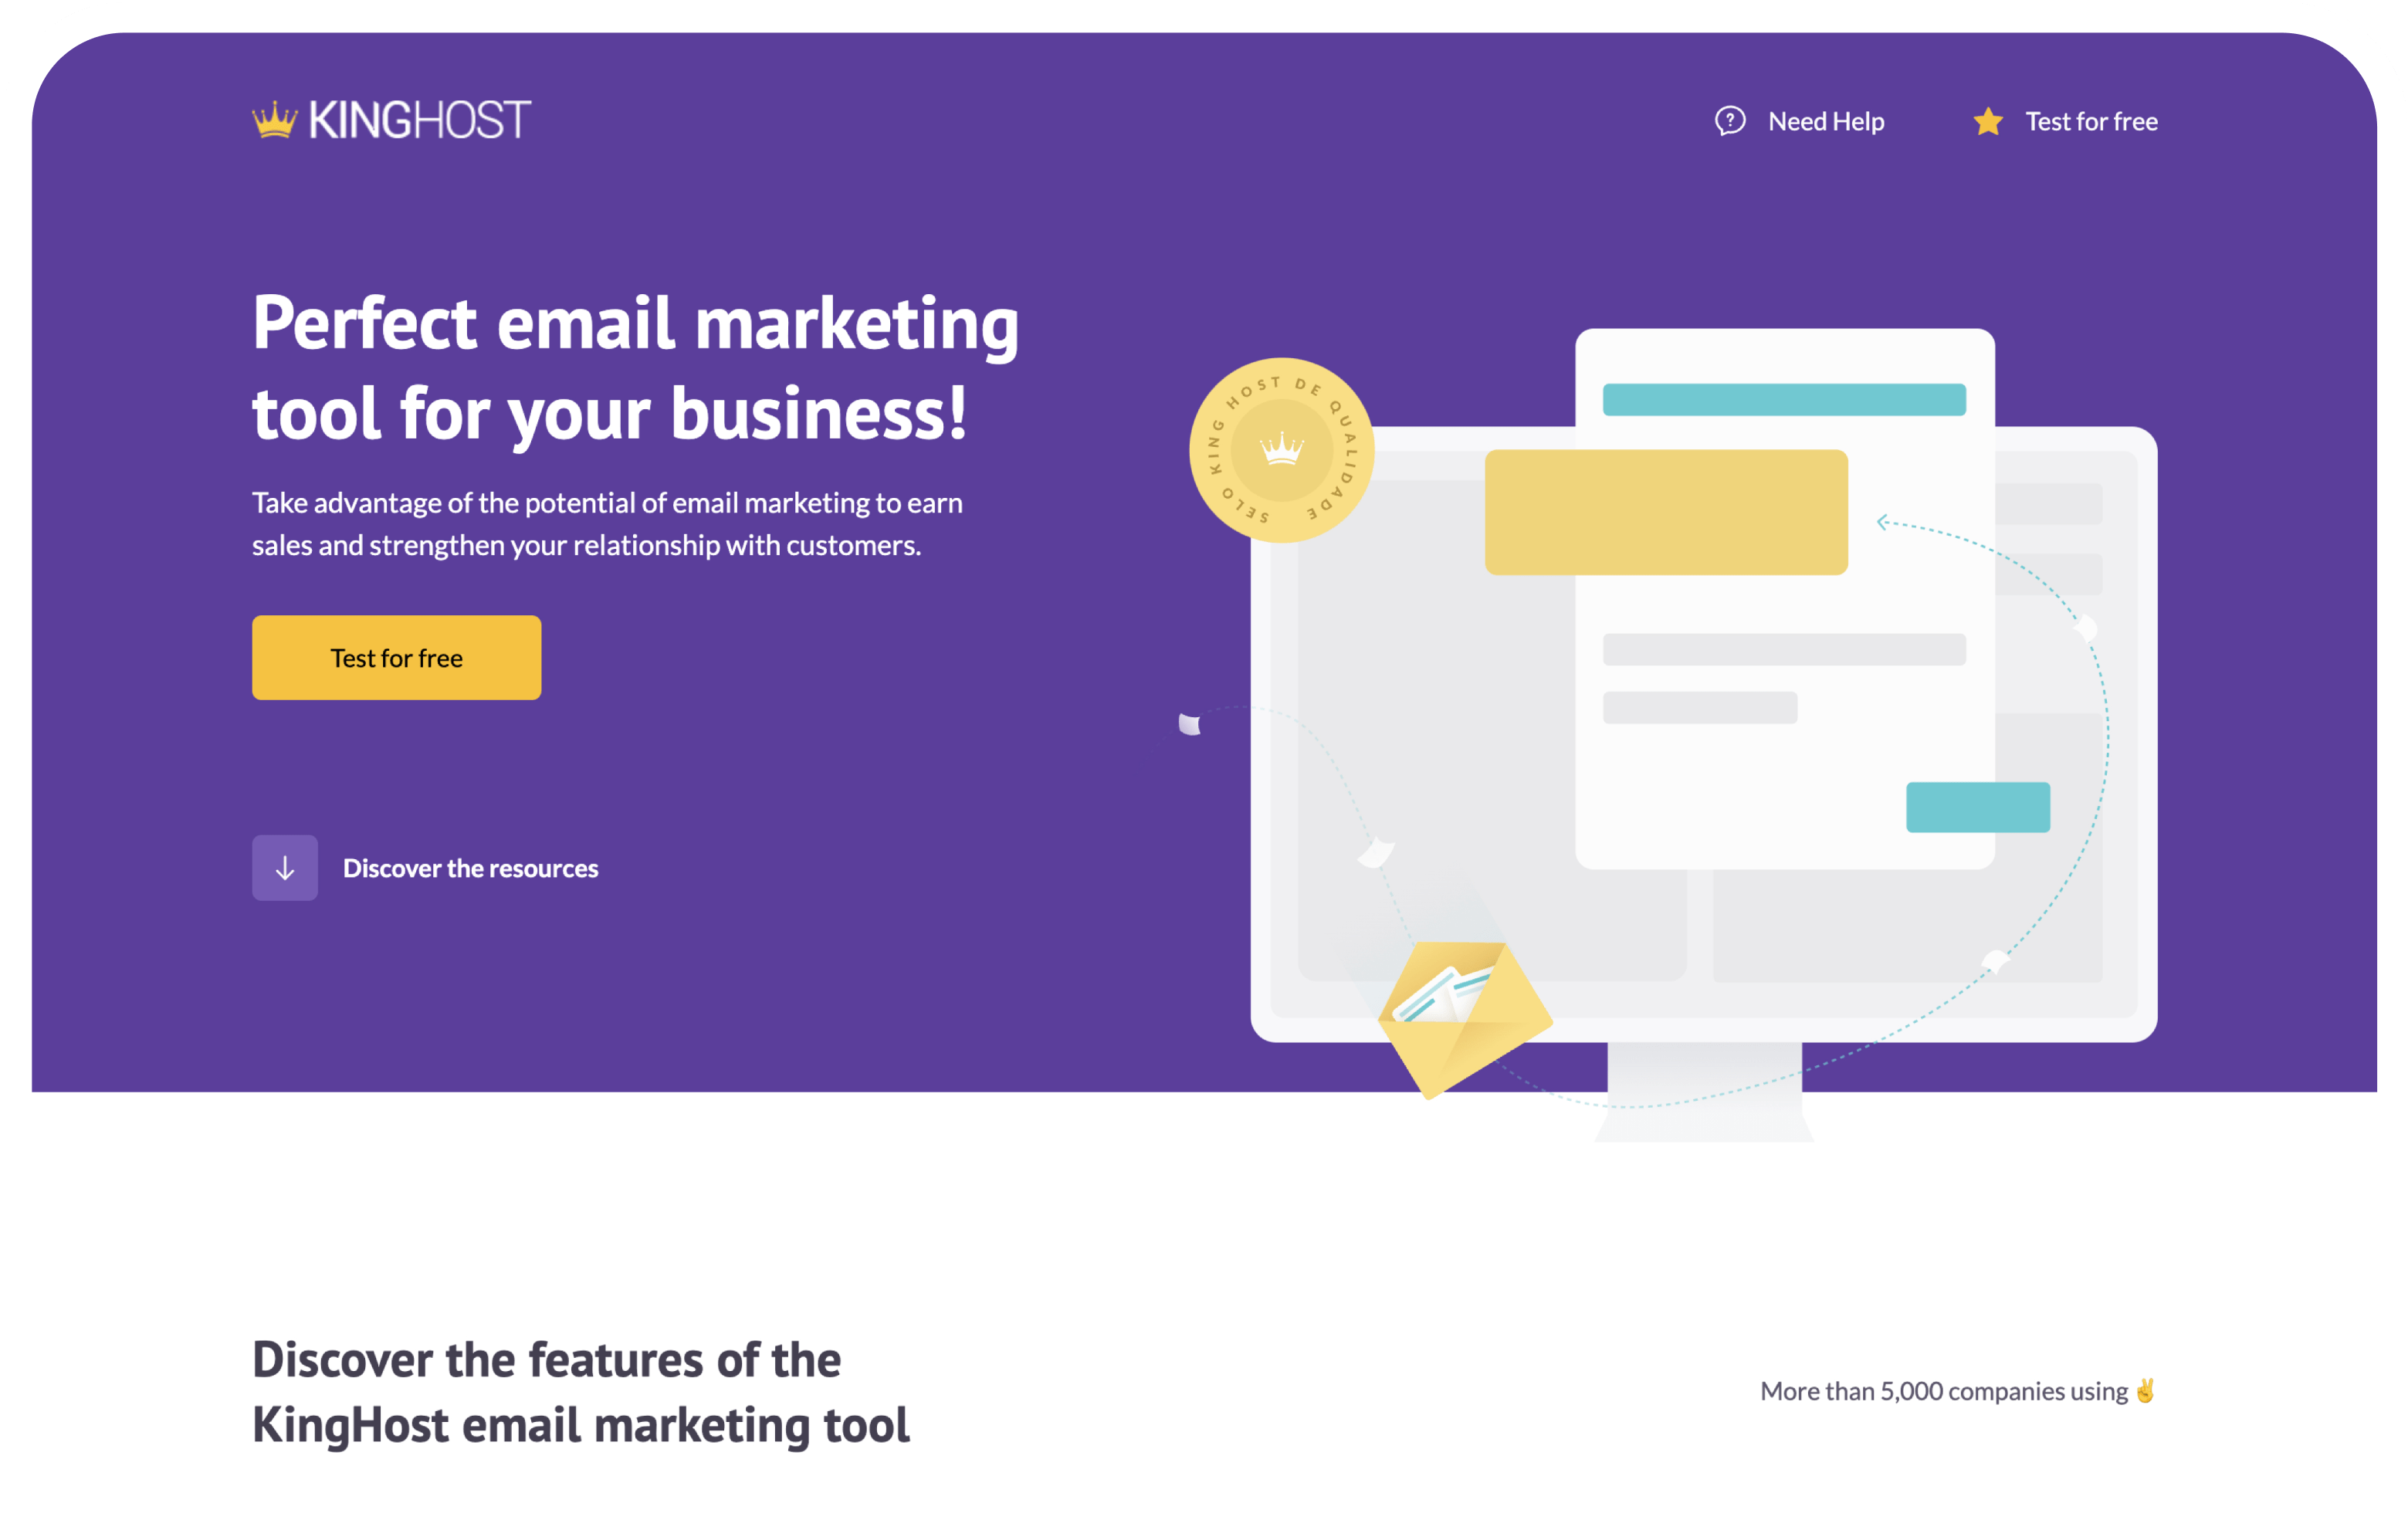 KINGHOST
Need Help
Test for free
Perfect email marketing
tool for your business!
Take advantage of the potential of email marketing to earn
sales and strengthen your relationship with customers.
Test for free
Discover the resources
SELO KING HOST DE QUALIDADE
Discover the features of the
KingHost email marketing tool
More than 5,000 companies using ✌️